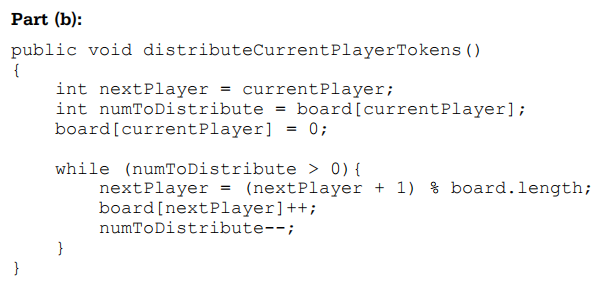 Part (b):
public void distributeCurrentPlayerTokens()
{
    int nextPlayer = currentPlayer;
    int numToDistribute = board[currentPlayer];
    board[currentPlayer] = 0;

    while (numToDistribute > 0){
        nextPlayer = (nextPlayer + 1) % board.length;
        board[nextPlayer]++;
        numToDistribute--;
    }
}